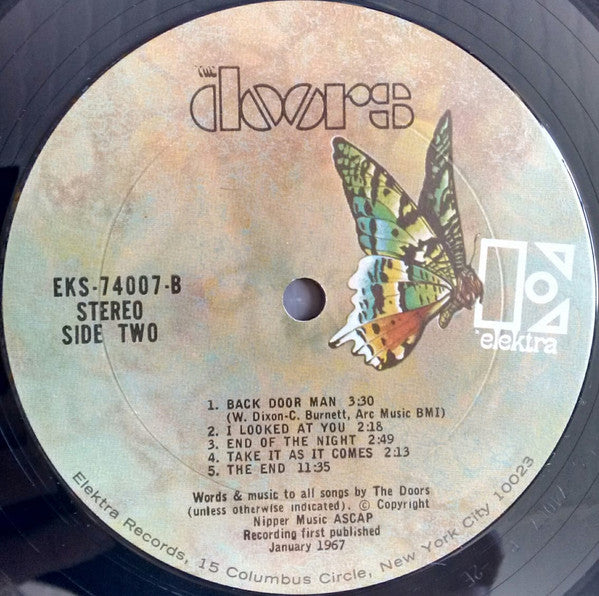 THE
doors
elektra
EKS-74007-B
STEREO
SIDE TWO
1. BACK DOOR MAN 3:30
(W. Dixon-C. Burnett, Arc Music BMI)
2. I LOOKED AT YOU 2:18
3. END OF THE NIGHT 2:49
4. TAKE IT AS IT COMES 2:13
5. THE END 11:35
Words & music to all songs by The Doors
(unless otherwise indicated). © Copyright
Nipper Music ASCAP
Recording first published
January 1967
Elektra Records, 15 Columbus Circle, New York City 10023